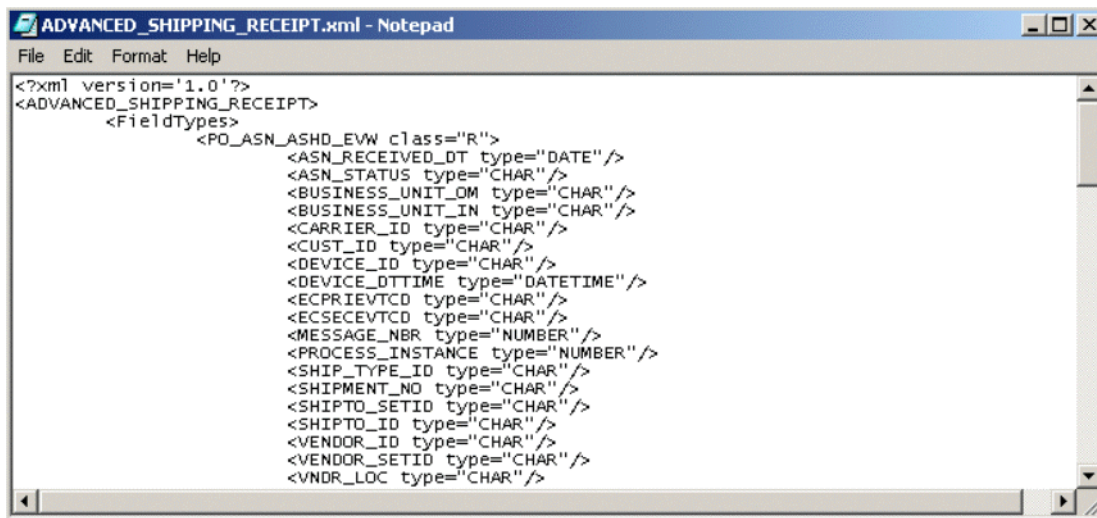 ADVANCED_SHIPPING_RECEIPT.xml - Notepad
File Edit Format Help
<?xml version='1.0'?>
<ADVANCED_SHIPPING_RECEIPT>
<FieldTypes>
<PO_ASN_ASHD_EVW class="R">
<ASN_RECEIVED_DT type="DATE"/>
<ASN_STATUS type="CHAR"/>
<BUSINESS_UNIT_OM type="CHAR"/>
<BUSINESS_UNIT_IN type="CHAR"/>
<CARRIER_ID type="CHAR"/>
<CUST_ID type="CHAR"/>
<DEVICE_ID type="CHAR"/>
<DEVICE_DTTIME type="DATETIME"/>
<ECPRIEVTCD type="CHAR"/>
<ECSECEVTCD type="CHAR"/>
<MESSAGE_NBR type="NUMBER"/>
<PROCESS_INSTANCE type="NUMBER"/>
<SHIP_TYPE_ID type="CHAR"/>
<SHIPMENT_NO type="CHAR"/>
<SHIPTO_SETID type="CHAR"/>
<SHIPTO_ID type="CHAR"/>
<VENDOR_ID type="CHAR"/>
<VENDOR_SETID type="CHAR"/>
<VNDR_LOC type="CHAR"/>